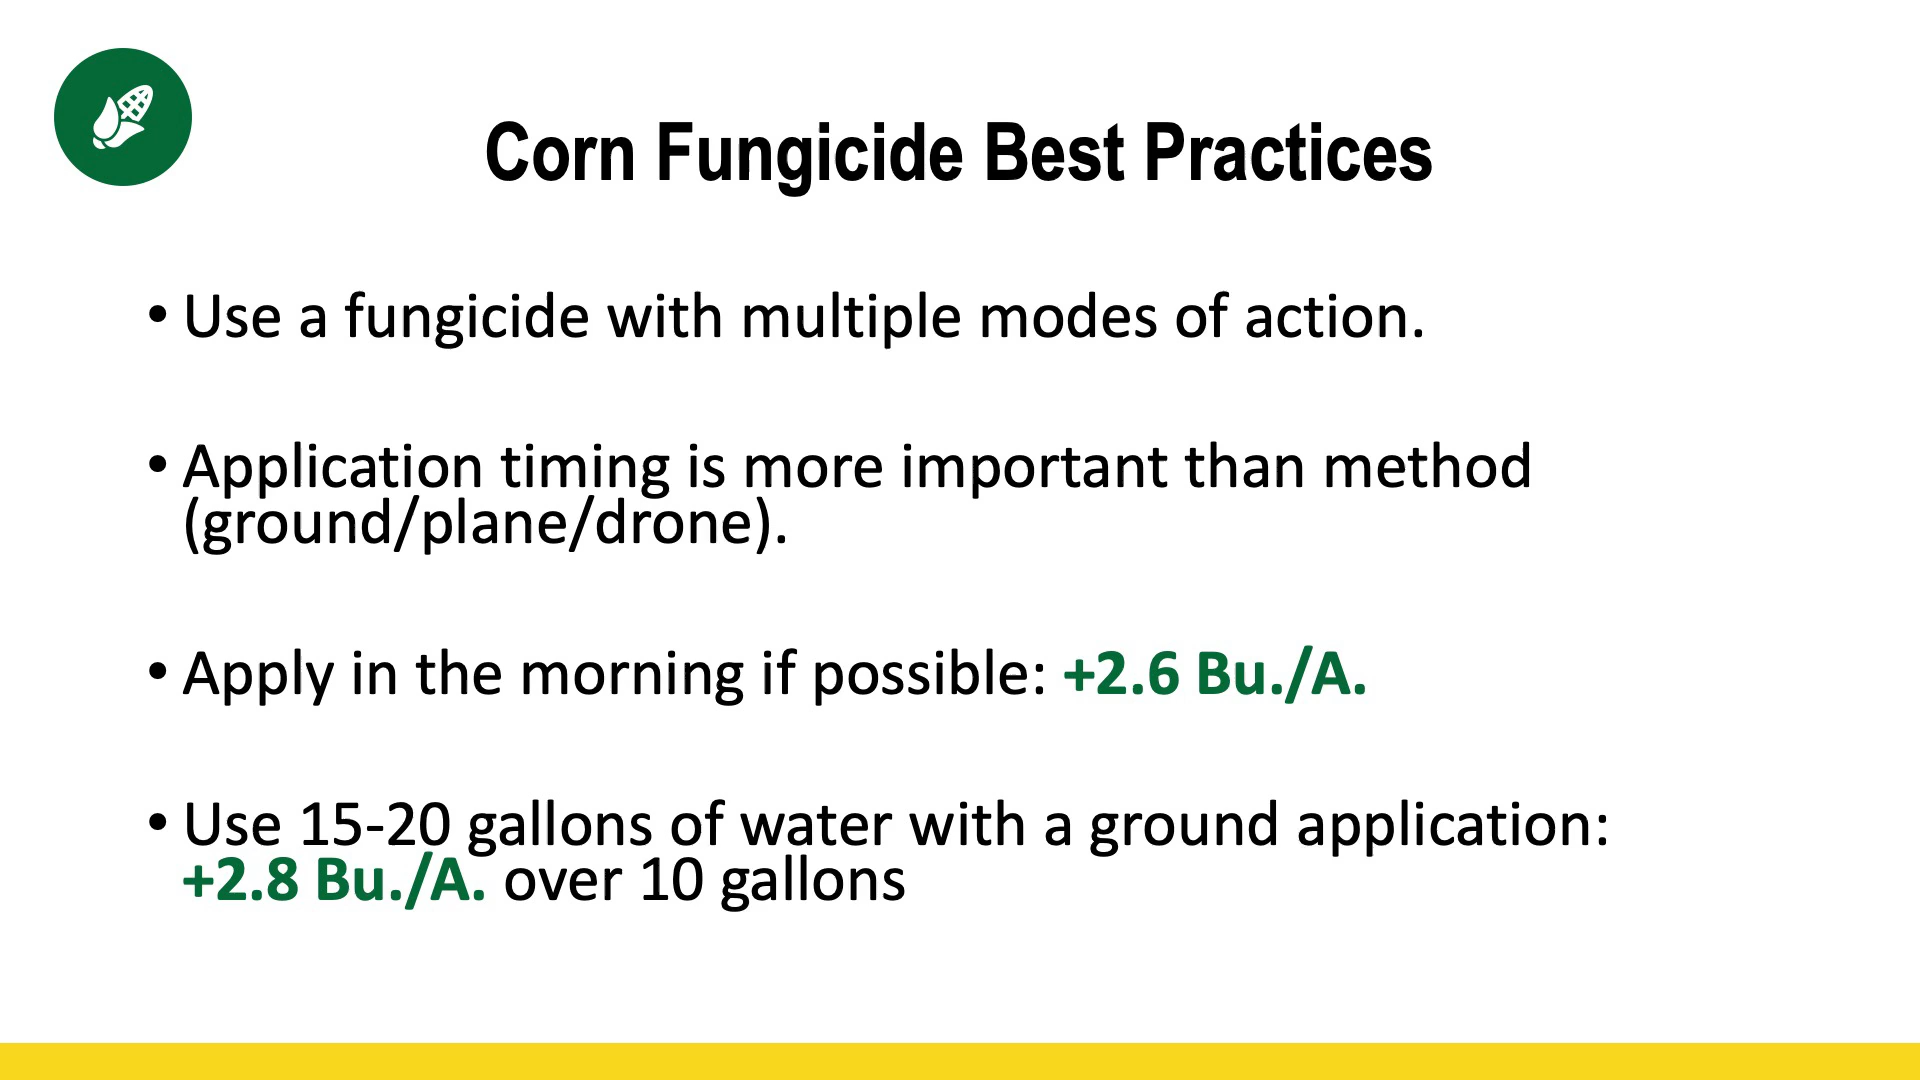 Corn Fungicide Best Practices
• Use a fungicide with multiple modes of action.
• Application timing is more important than method
(ground/plane/drone).
• Apply in the morning if possible: +2.6 Bu./A.
• Use 15-20 gallons of water with a ground application:
+2.8 Bu./A. over 10 gallons